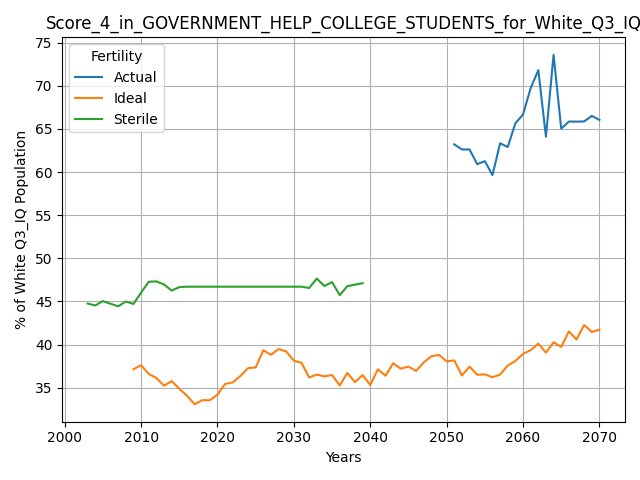 Score_4_in_GOVERNMENT_HELP_COLLEGE_STUDENTS_for_White_Q3_IQ
Fertility
Actual
Ideal
Sterile
% of White Q3_IQ Population
75
70
65
60
55
50
45
40
35
2000 2010 2020 2030 2040 2050 2060 2070
Years